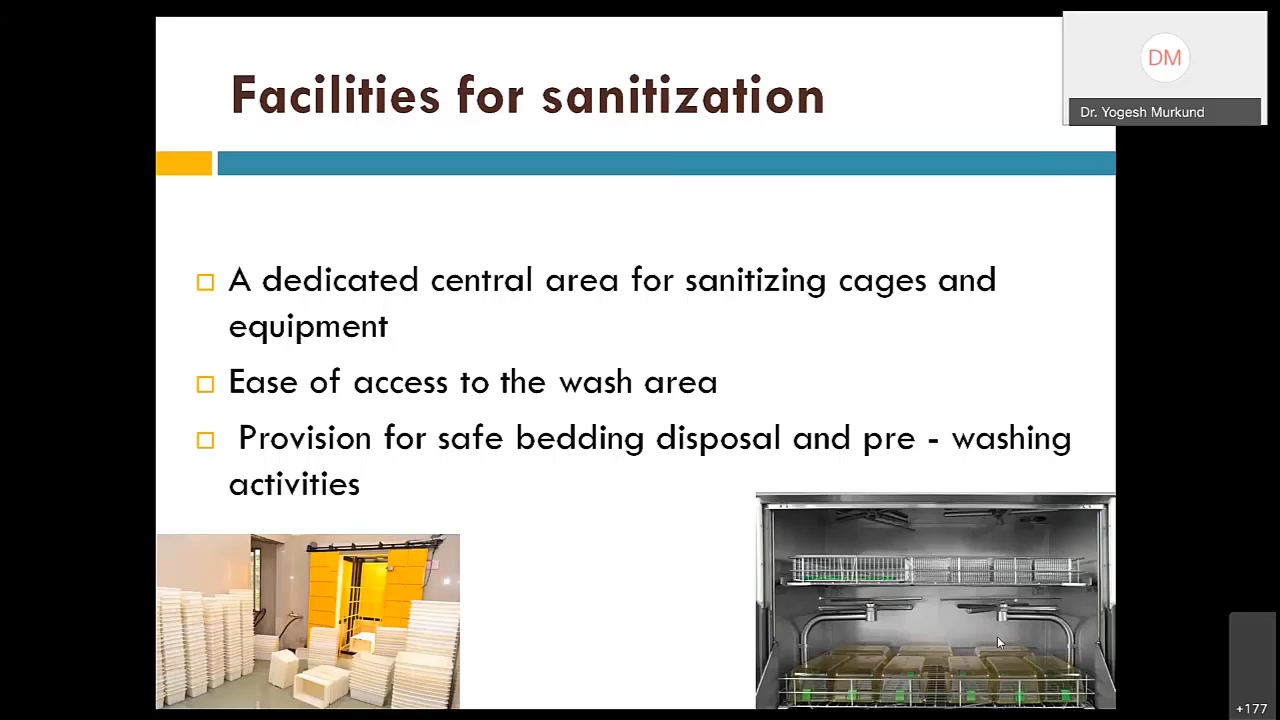 Facilities for sanitization
DM
Dr. Yogesh Murkund
A dedicated central area for sanitizing cages and
equipment
Ease of access to the wash area
Provision for safe bedding disposal and pre - washing
activities
+177